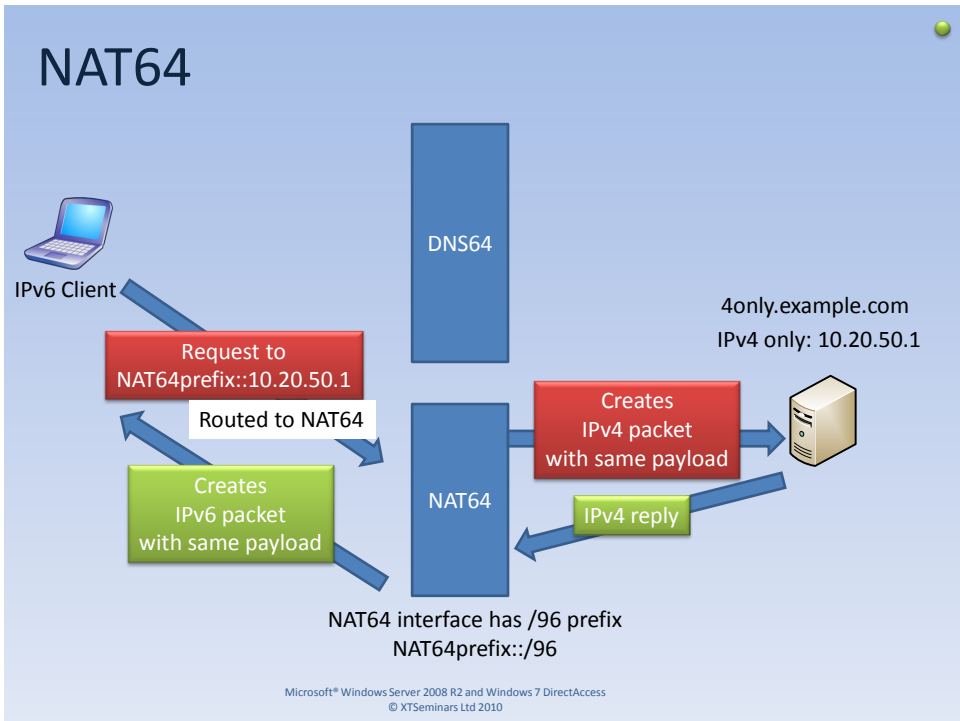 NAT64
DNS64
IPv6 Client
4only.example.com
IPv4 only: 10.20.50.1
Request to
NAT64prefix::10.20.50.1
Routed to NAT64
Creates
IPv4 packet
with same payload
Creates
IPv6 packet
with same payload
NAT64
IPv4 reply
NAT64 interface has /96 prefix
NAT64prefix::/96
Microsoft® Windows Server 2008 R2 and Windows 7 DirectAccess
© XTSeminars Ltd 2010